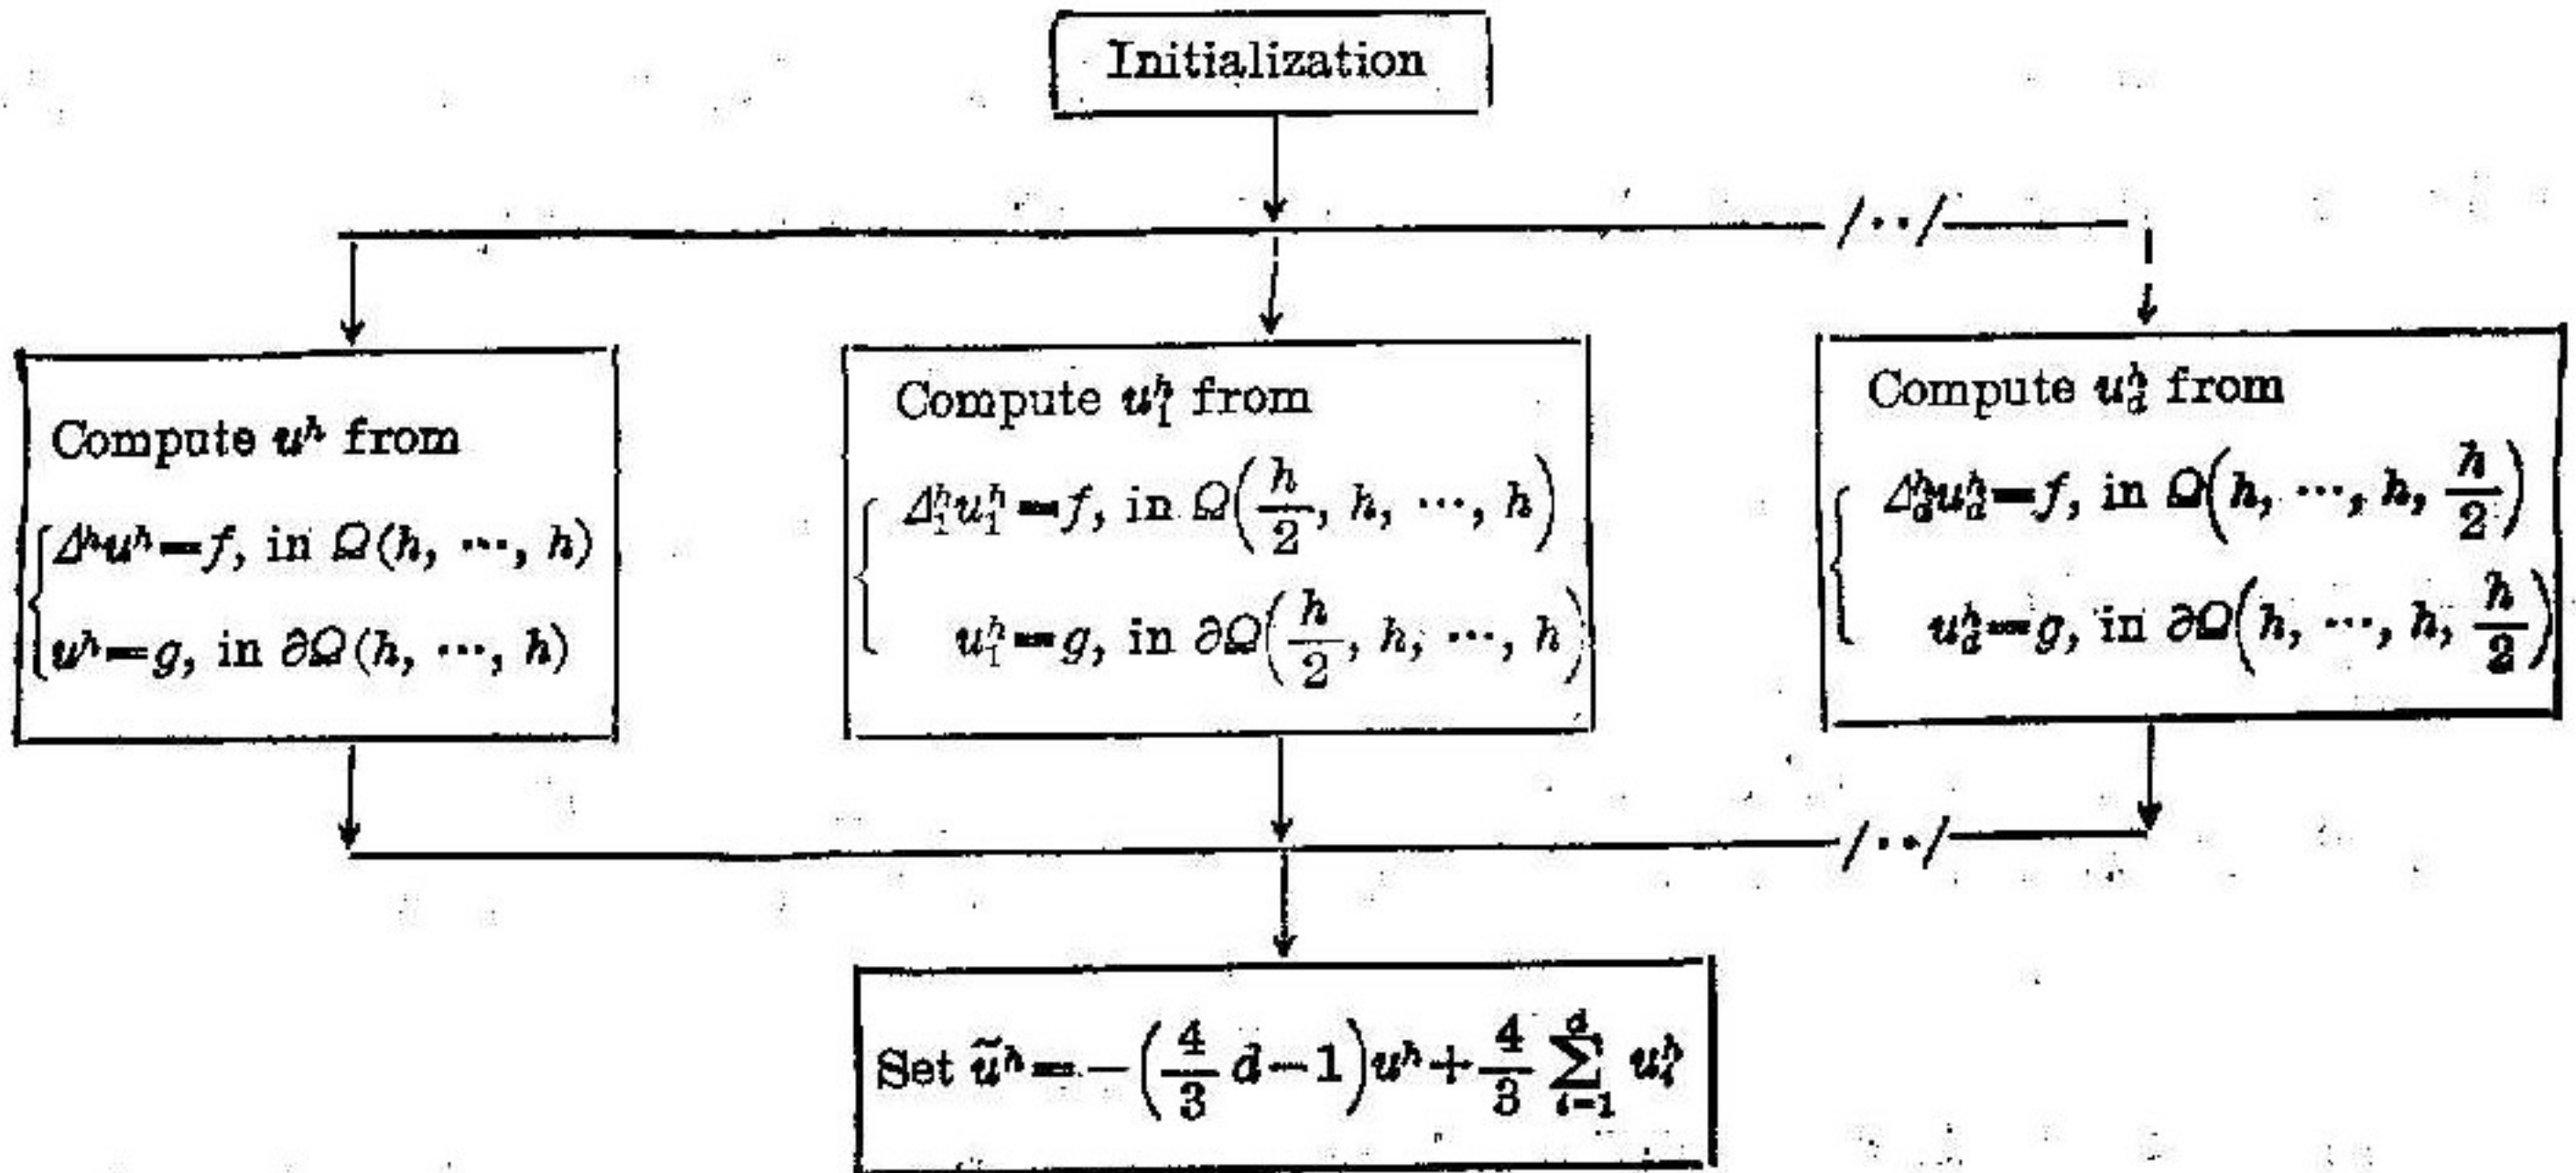 Initialization
/··/
Compute u^h from
Δ^h u^h = f, in Ω(h, ···, h)
u^h = g, in ∂Ω(h, ···, h)
Compute u_1^h from
Δ_1^h u_1^h = f, in Ω(h/2, h, ···, h)
u_1^h = g, in ∂Ω(h/2, h, ···, h)
Compute u_d^h from
Δ_d^h u_d^h = f, in Ω(h, ···, h, h/2)
u_d^h = g, in ∂Ω(h, ···, h, h/2)
/··/
Set ũ^h = −(4/3 d − 1)u^h + 4/3 ∑_{i=1}^{d} u_i^h